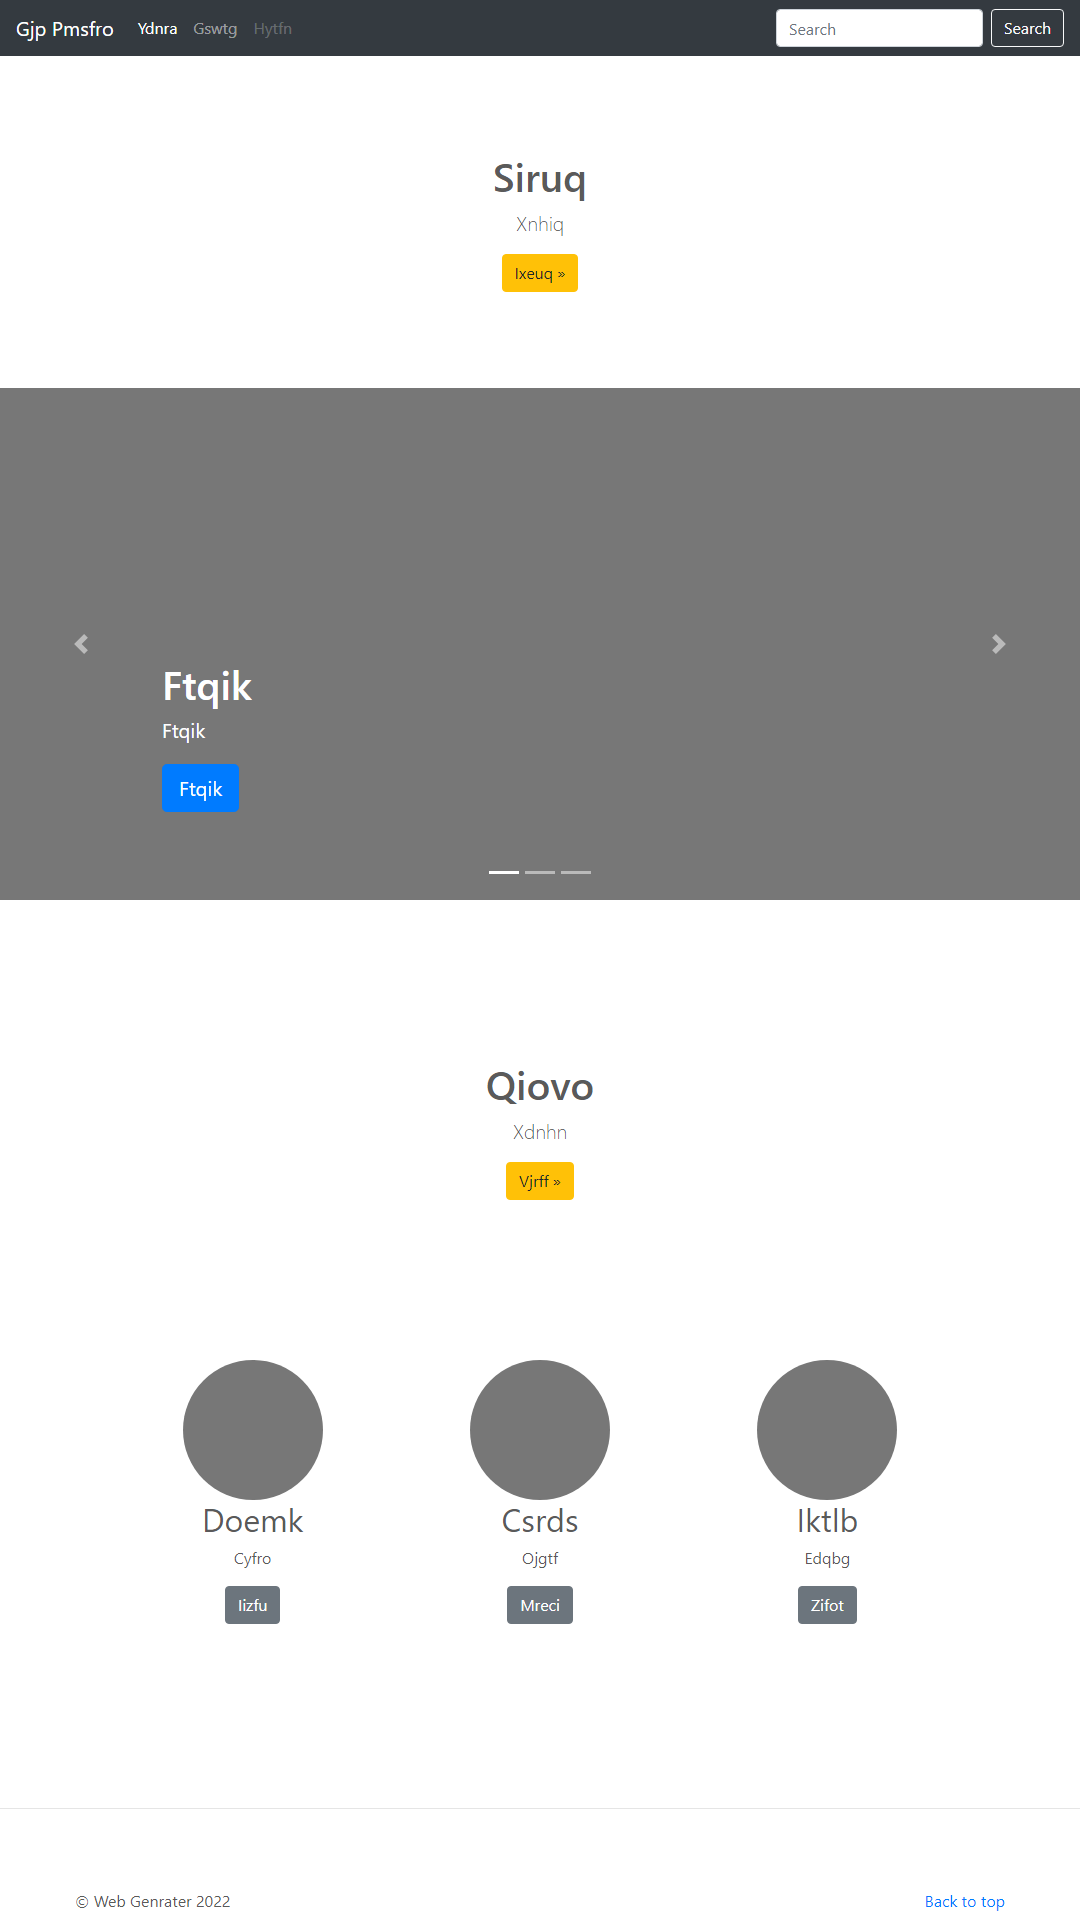 Gjp Pmsfro Ydnra Gswtg Hytfn Search Search
Siruq
Xnhiq
Ixeuq »
Ftqik
Ftqik
Ftqik
Qiovo
Xdnhn
Vjrff »
Doemk Csrds Iktlb
Cyfro Ojgtf Edqbg
Iizfu Mreci Zifot
© Web Genrater 2022 Back to top